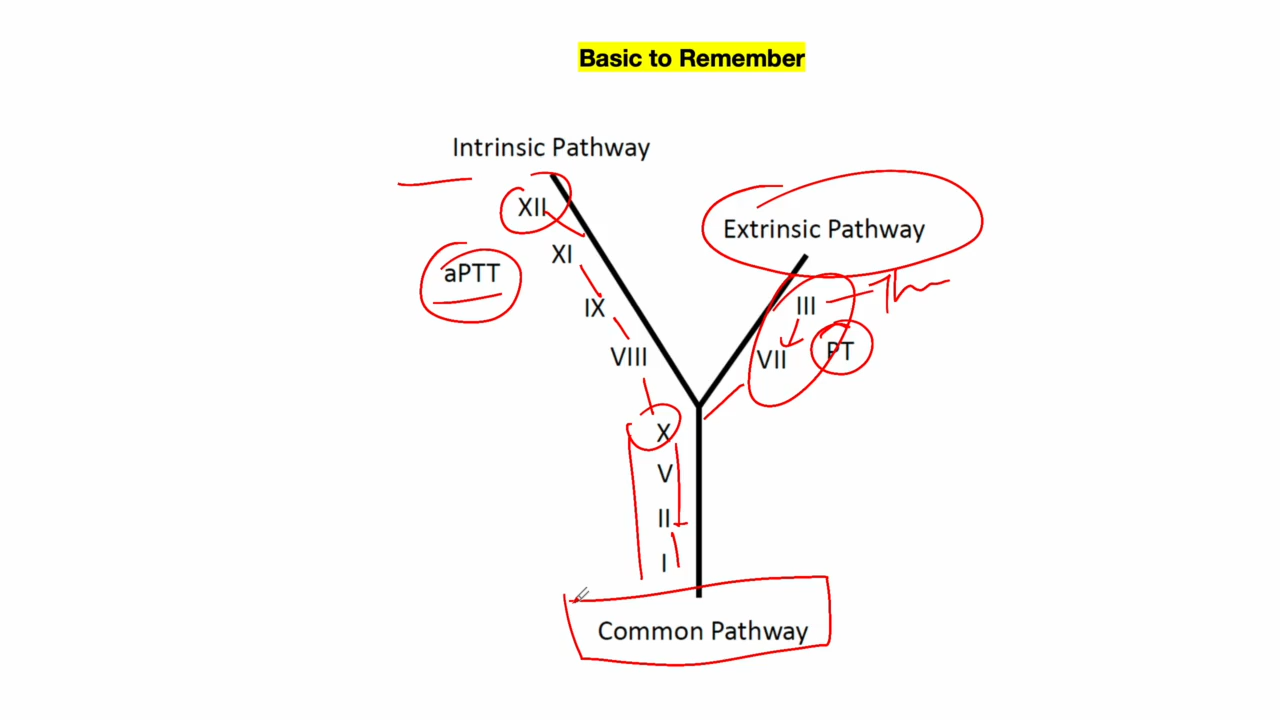 Basic to Remember
Intrinsic Pathway
XII
Extrinsic Pathway
XI
aPTT
III
IX
VIII
VII
PT
X
V
II
I
Common Pathway